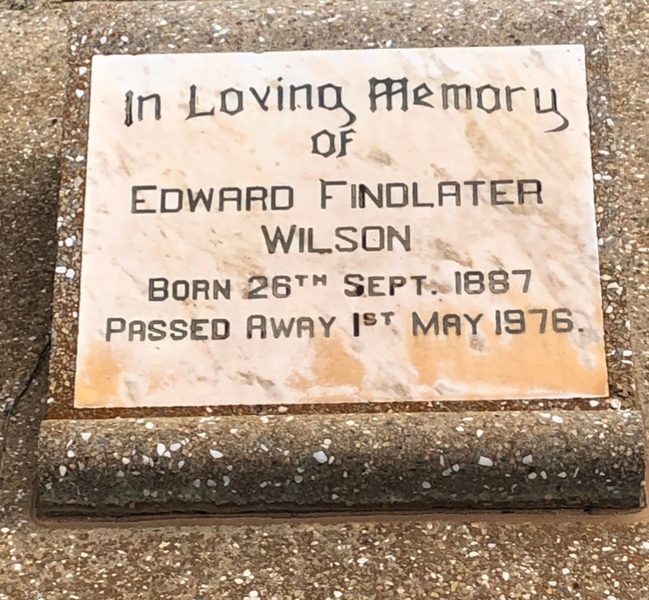 In Loving Memory
OF
EDWARD FINDLATER
WILSON
BORN 26TH SEPT. 1887
PASSED AWAY 1ST MAY 1976.